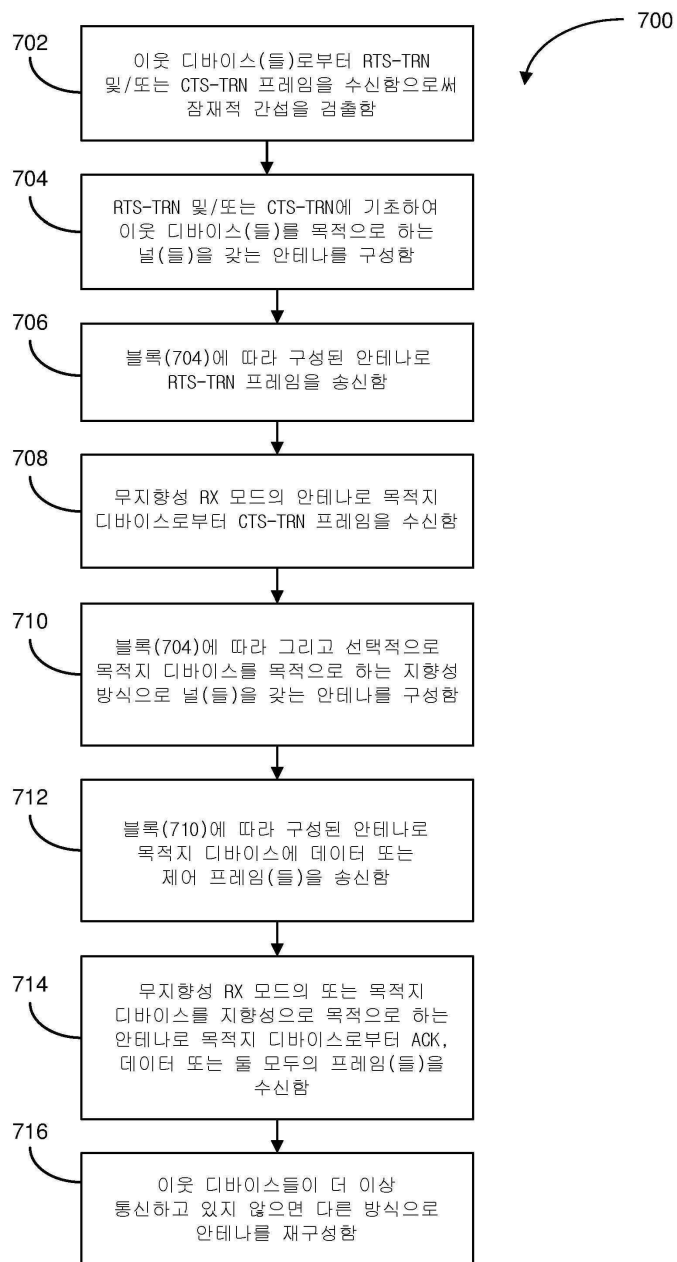 700
702
이웃 디바이스(들)로부터 RTS-TRN
및/또는 CTS-TRN 프레임을 수신함으로써
잠재적 간섭을 검출함
704
RTS-TRN 및/또는 CTS-TRN에 기초하여
이웃 디바이스(들)를 목적으로 하는
널(들)을 갖는 안테나를 구성함
706
블록(704)에 따라 구성된 안테나로
RTS-TRN 프레임을 송신함
708
무지향성 RX 모드의 안테나로 목적지
디바이스로부터 CTS-TRN 프레임을 수신함
710
블록(704)에 따라 그리고 선택적으로
목적지 디바이스를 목적으로 하는 지향성
방식으로 널(들)을 갖는 안테나를 구성함
712
블록(710)에 따라 구성된 안테나로
목적지 디바이스에 데이터 또는
제어 프레임(들)을 송신함
714
무지향성 RX 모드의 또는 목적지
디바이스를 지향성으로 목적으로 하는
안테나로 목적지 디바이스로부터 ACK,
데이터 또는 둘 모두의 프레임(들)을
수신함
716
이웃 디바이스들이 더 이상
통신하고 있지 않으면 다른 방식으로
안테나를 재구성함